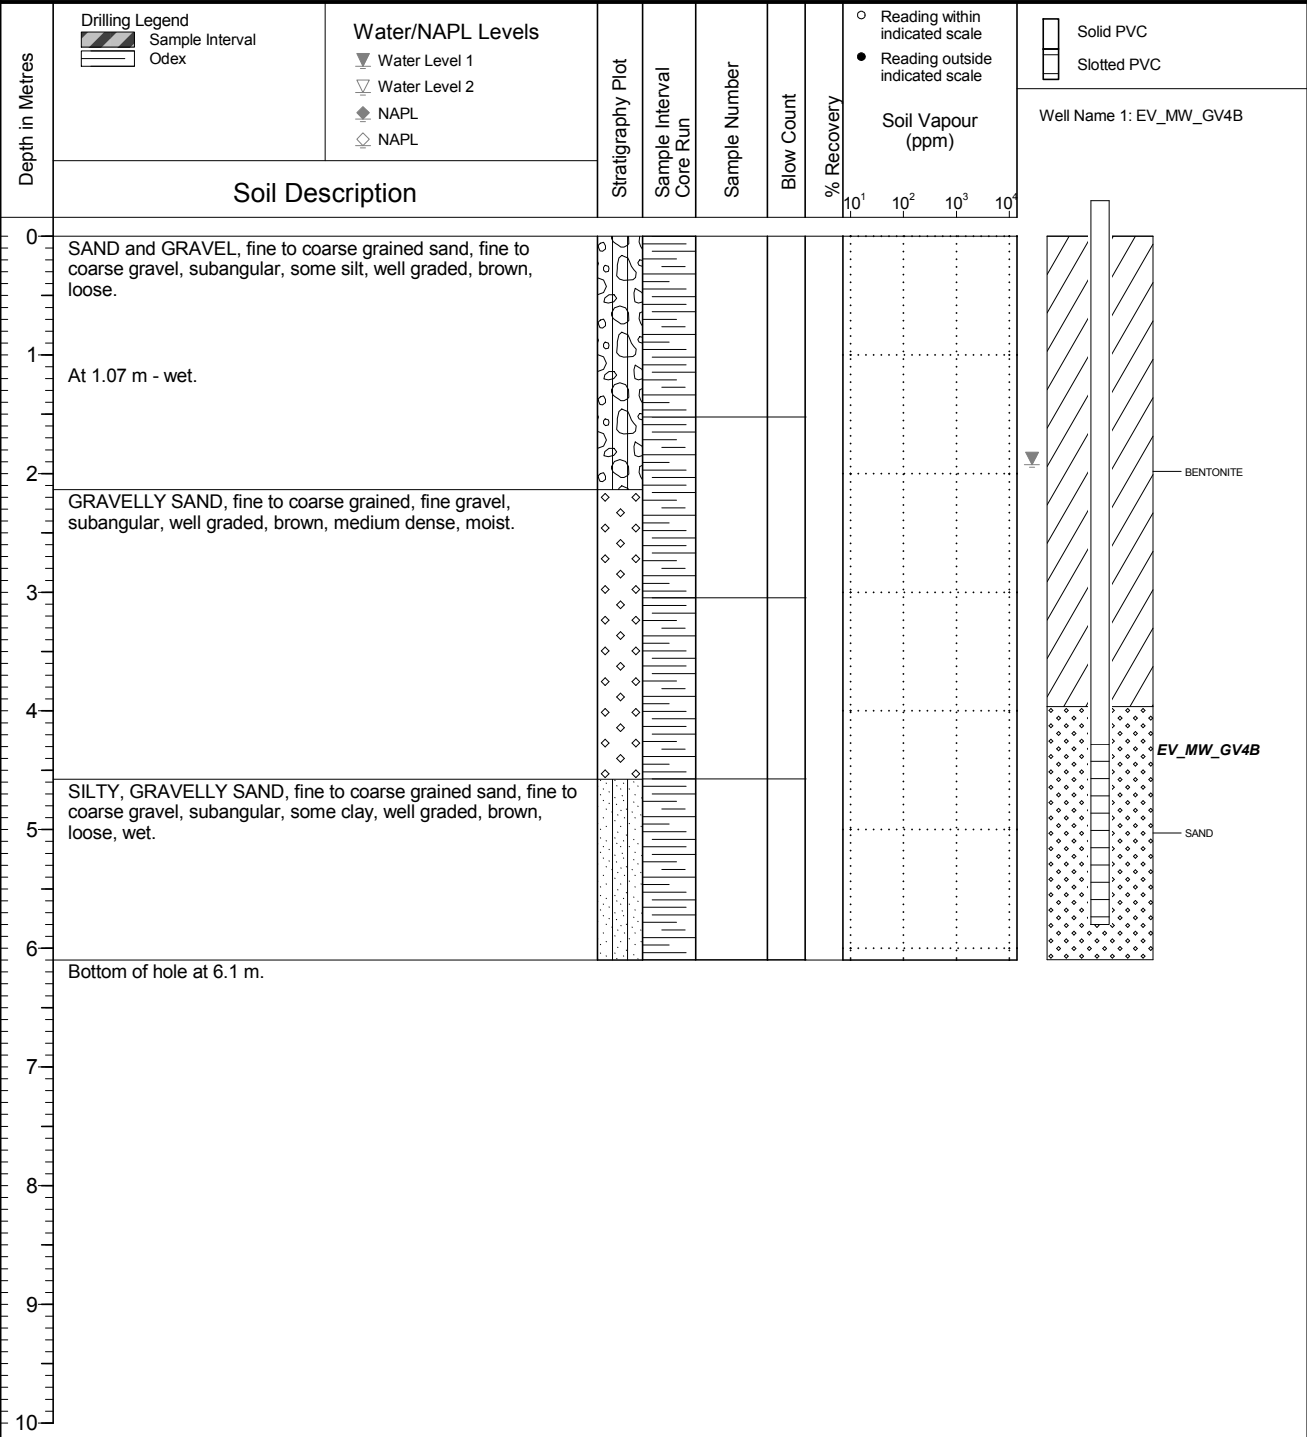 Depth in Metres
Drilling Legend
Sample Interval
Odex
Water/NAPL Levels
Water Level 1
Water Level 2
NAPL
NAPL
Soil Description
Stratigraphy Plot
Sample Interval
Core Run
Sample Number
Blow Count
% Recovery
Reading within
indicated scale
Reading outside
indicated scale
Soil Vapour
(ppm)
10¹ 10² 10³ 10⁴
Solid PVC
Slotted PVC
Well Name 1: EV_MW_GV4B
0
SAND and GRAVEL, fine to coarse grained sand, fine to
coarse gravel, subangular, some silt, well graded, brown,
loose.
1
At 1.07 m - wet.
2
BENTONITE
GRAVELLY SAND, fine to coarse grained, fine gravel,
subangular, well graded, brown, medium dense, moist.
3
4
EV_MW_GV4B
SILTY, GRAVELLY SAND, fine to coarse grained sand, fine to
coarse gravel, subangular, some clay, well graded, brown,
loose, wet.
5
SAND
6
Bottom of hole at 6.1 m.
7
8
9
10